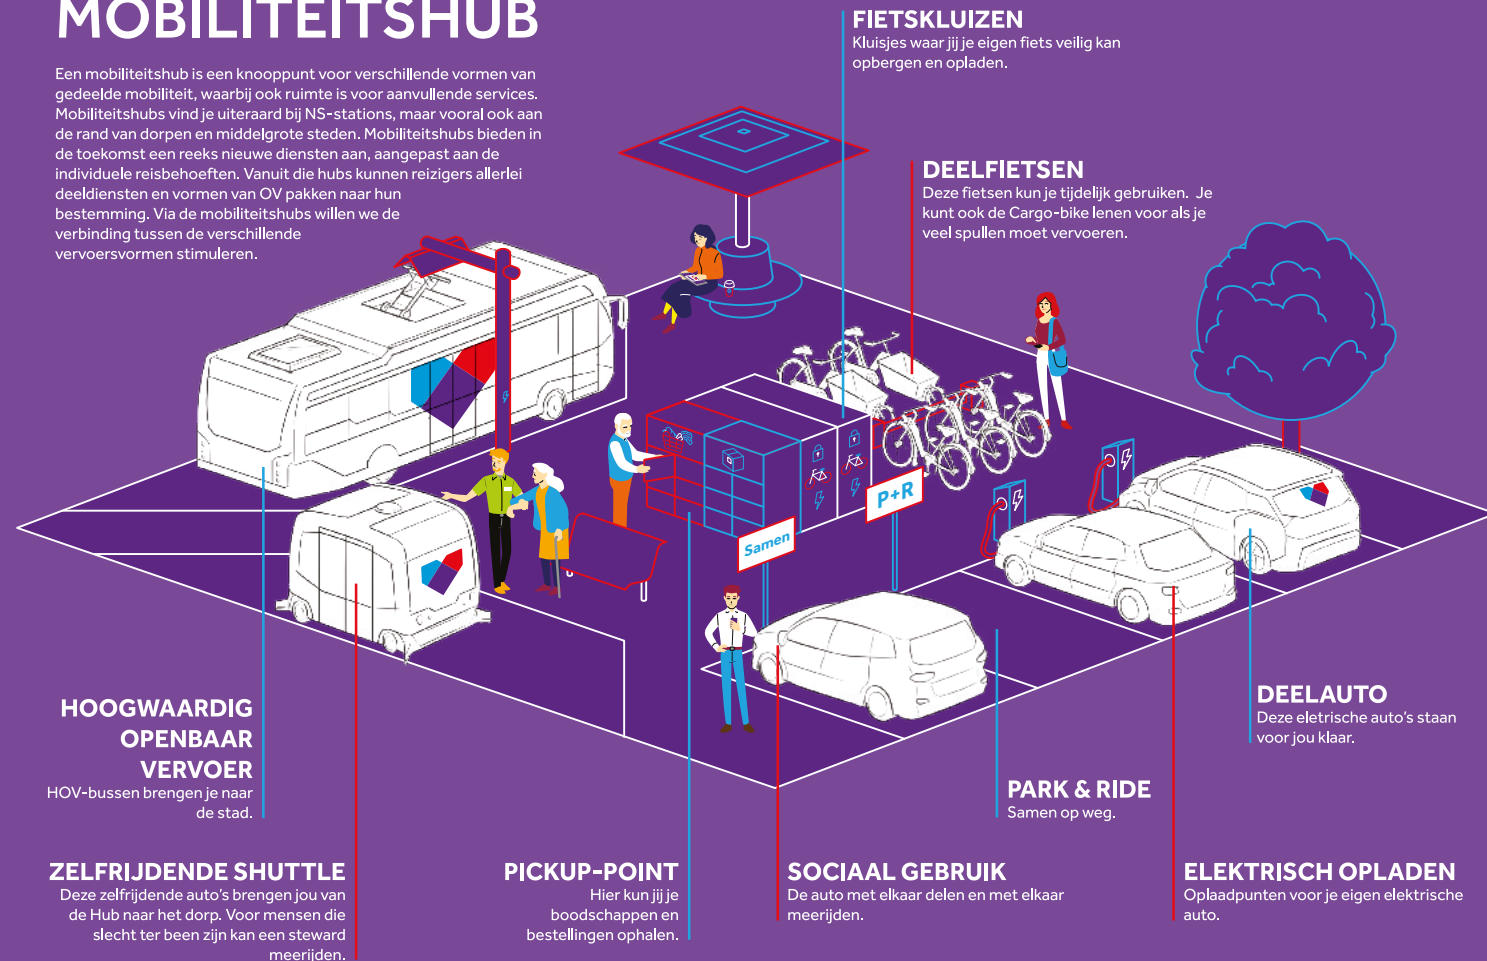 MOBILITEITSHUB
Een mobiliteitshub is een knooppunt voor verschillende vormen van
gedeelde mobiliteit, waarbij ook ruimte is voor aanvullende services.
Mobiliteitshubs vind je uiteraard bij NS-stations, maar vooral ook aan
de rand van dorpen en middelgrote steden. Mobiliteitshubs bieden in
de toekomst een reeks nieuwe diensten aan, aangepast aan de
individuele reisbehoeften. Vanuit die hubs kunnen reizigers allerlei
deeldiensten en vormen van OV pakken naar hun
bestemming. Via de mobiliteitshubs willen we de
verbinding tussen de verschillende
vervoersvormen stimuleren.
FIETSKLUIZEN
Kluisjes waar jij je eigen fiets veilig kan
opbergen en opladen.
DEELFIETSEN
Deze fietsen kun je tijdelijk gebruiken. Je
kunt ook de Cargo-bike lenen voor als je
veel spullen moet vervoeren.
P+R
Samen
HOOGWAARDIG
OPENBAAR
VERVOER
HOV-bussen brengen je naar
de stad.
DEELAUTO
Deze eletrische auto's staan
voor jou klaar.
PARK & RIDE
Samen op weg.
ZELFRIJDENDE SHUTTLE
Deze zelfrijdende auto's brengen jou van
de Hub naar het dorp. Voor mensen die
slecht ter been zijn kan een steward
meerijden.
PICKUP-POINT
Hier kun jij je
boodschappen en
bestellingen ophalen.
SOCIAAL GEBRUIK
De auto met elkaar delen en met elkaar
meerijden.
ELEKTRISCH OPLADEN
Oplaadpunten voor je eigen elektrische
auto.